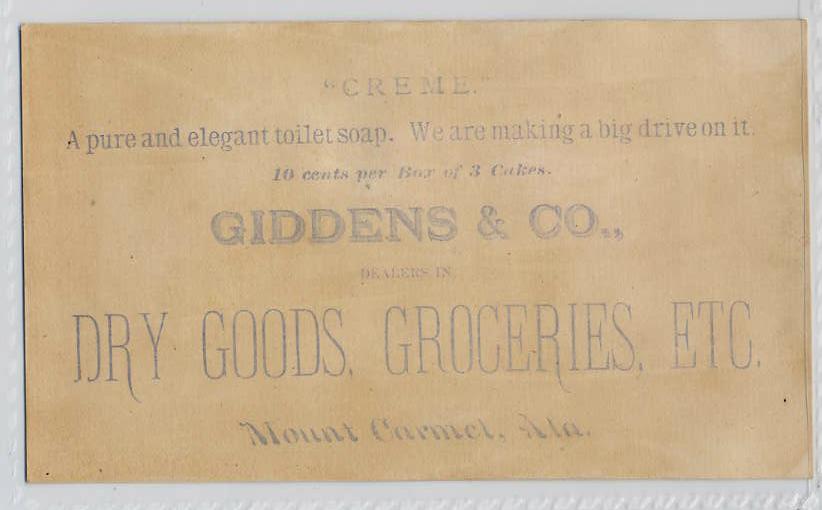 "CREME."
A pure and elegant toilet soap. We are making a big drive on it.
10 cents per Box of 3 Cakes.
GIDDENS & CO.,
DEALERS IN
DRY GOODS, GROCERIES, ETC.
Mount Carmel, Ala.